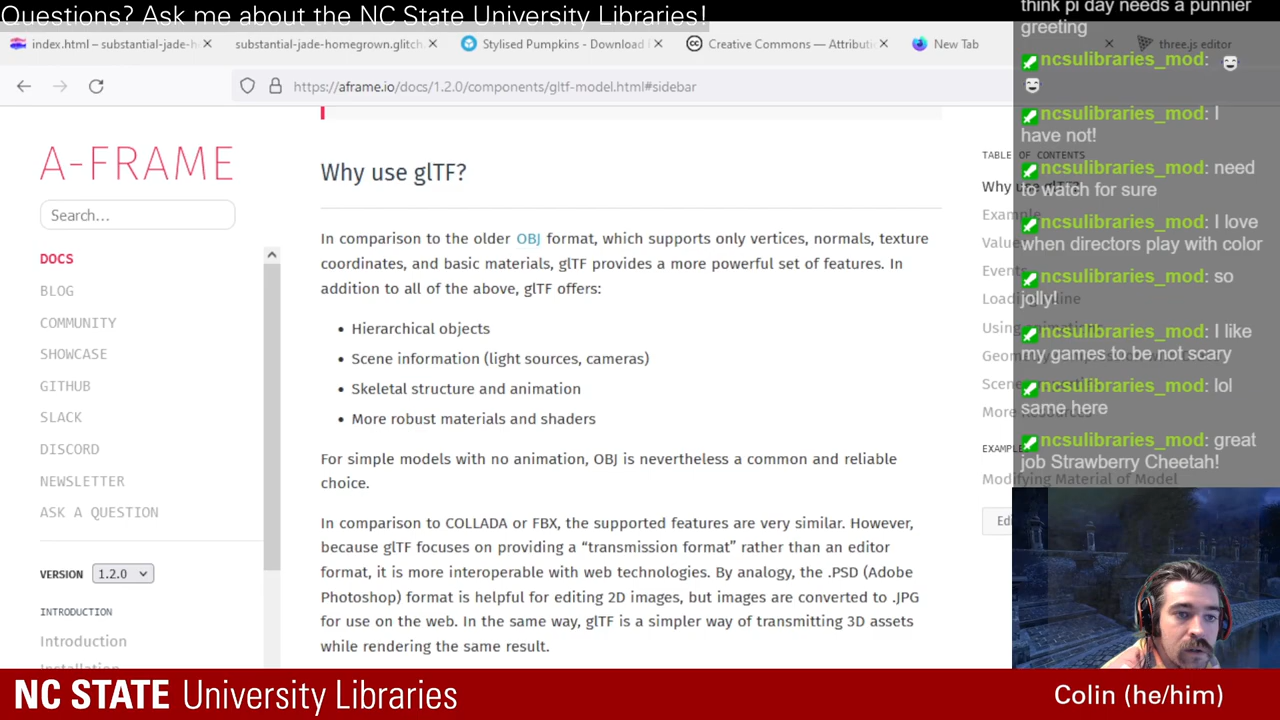 Questions? Ask me about the NC State University Libraries!
index.html – substantial-jade-h
substantial-jade-homegrown.glitch
Stylised Pumpkins - Download
Creative Commons — Attributi
New Tab
three.js editor
https://aframe.io/docs/1.2.0/components/gltf-model.html#sidebar
A-FRAME
Search...
DOCS
BLOG
COMMUNITY
SHOWCASE
GITHUB
SLACK
DISCORD
NEWSLETTER
ASK A QUESTION
VERSION 1.2.0
INTRODUCTION
Introduction
Why use glTF?
In comparison to the older OBJ format, which supports only vertices, normals, texture
coordinates, and basic materials, glTF provides a more powerful set of features. In
addition to all of the above, glTF offers:
• Hierarchical objects
• Scene information (light sources, cameras)
• Skeletal structure and animation
• More robust materials and shaders
For simple models with no animation, OBJ is nevertheless a common and reliable
choice.
In comparison to COLLADA or FBX, the supported features are very similar. However,
because glTF focuses on providing a “transmission format” rather than an editor
format, it is more interoperable with web technologies. By analogy, the .PSD (Adobe
Photoshop) format is helpful for editing 2D images, but images are converted to .JPG
for use on the web. In the same way, glTF is a simpler way of transmitting 3D assets
while rendering the same result.
TABLE OF CONTENTS
Why use glTF?
Modifying Material of Model
think pi day needs a punnier
greeting
ncsulibraries_mod:
ncsulibraries_mod: I
have not!
ncsulibraries_mod: need
to watch for sure
ncsulibraries_mod: I love
when directors play with color
ncsulibraries_mod: so
jolly!
ncsulibraries_mod: I like
my games to be not scary
ncsulibraries_mod: lol
same here
ncsulibraries_mod: great
job Strawberry Cheetah!
NC STATE University Libraries
Colin (he/him)